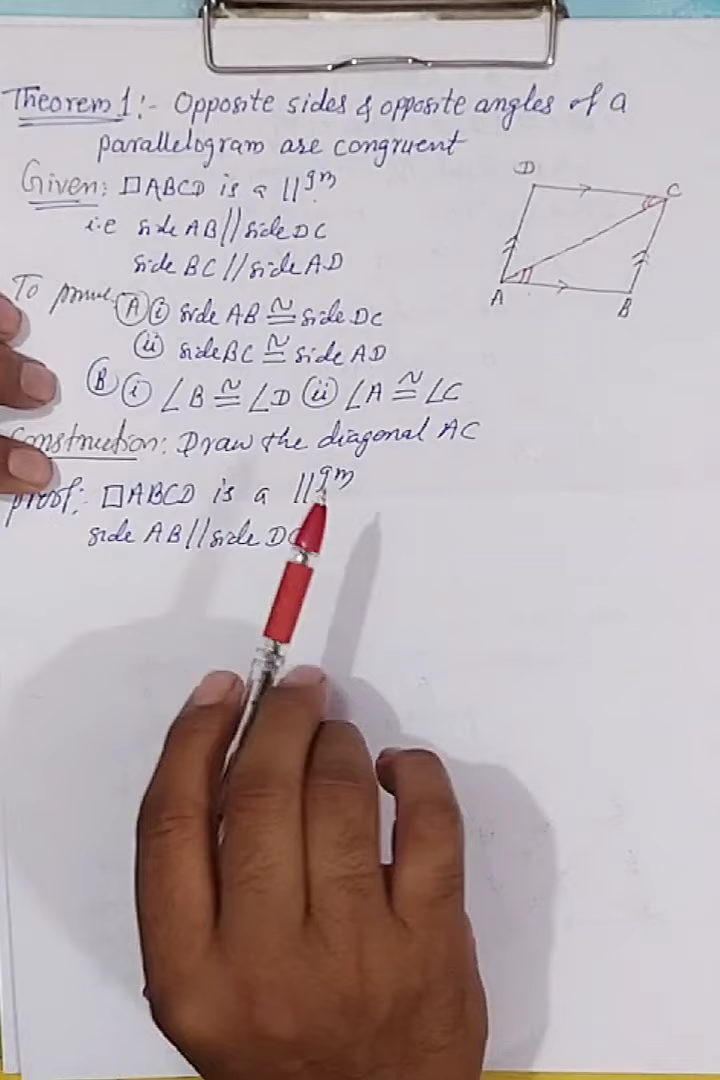 Theorem 1:- Opposite sides & opposite angles of a
parallelogram are congruent
Given: □ABCD is a ||gm
i.e side AB//side DC
side BC//side AD
To prove Ⓐ ⓘ side AB ≅ side DC
(ii) side BC ≅ side AD
Ⓑ ⓘ ∠B ≅ ∠D (ii) ∠A ≅ ∠C
Construction: Draw the diagonal AC
Proof:- □ABCD is a ||gm
side AB//side DC
D
C
A
B